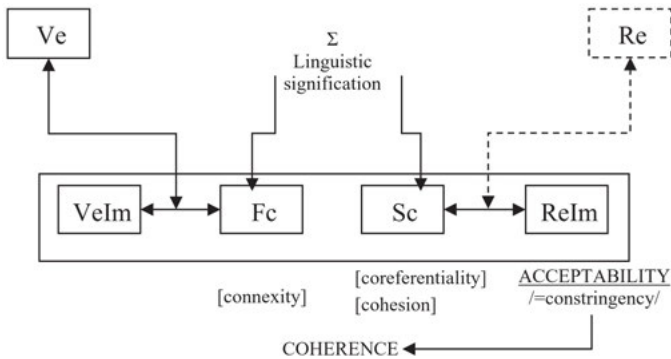 Ve
Re
Σ
Linguistic
signification
VeIm
Fc
Sc
ReIm
[connexity]
[coreferentiality]
[cohesion]
ACCEPTABILITY
/=constringency/
COHERENCE